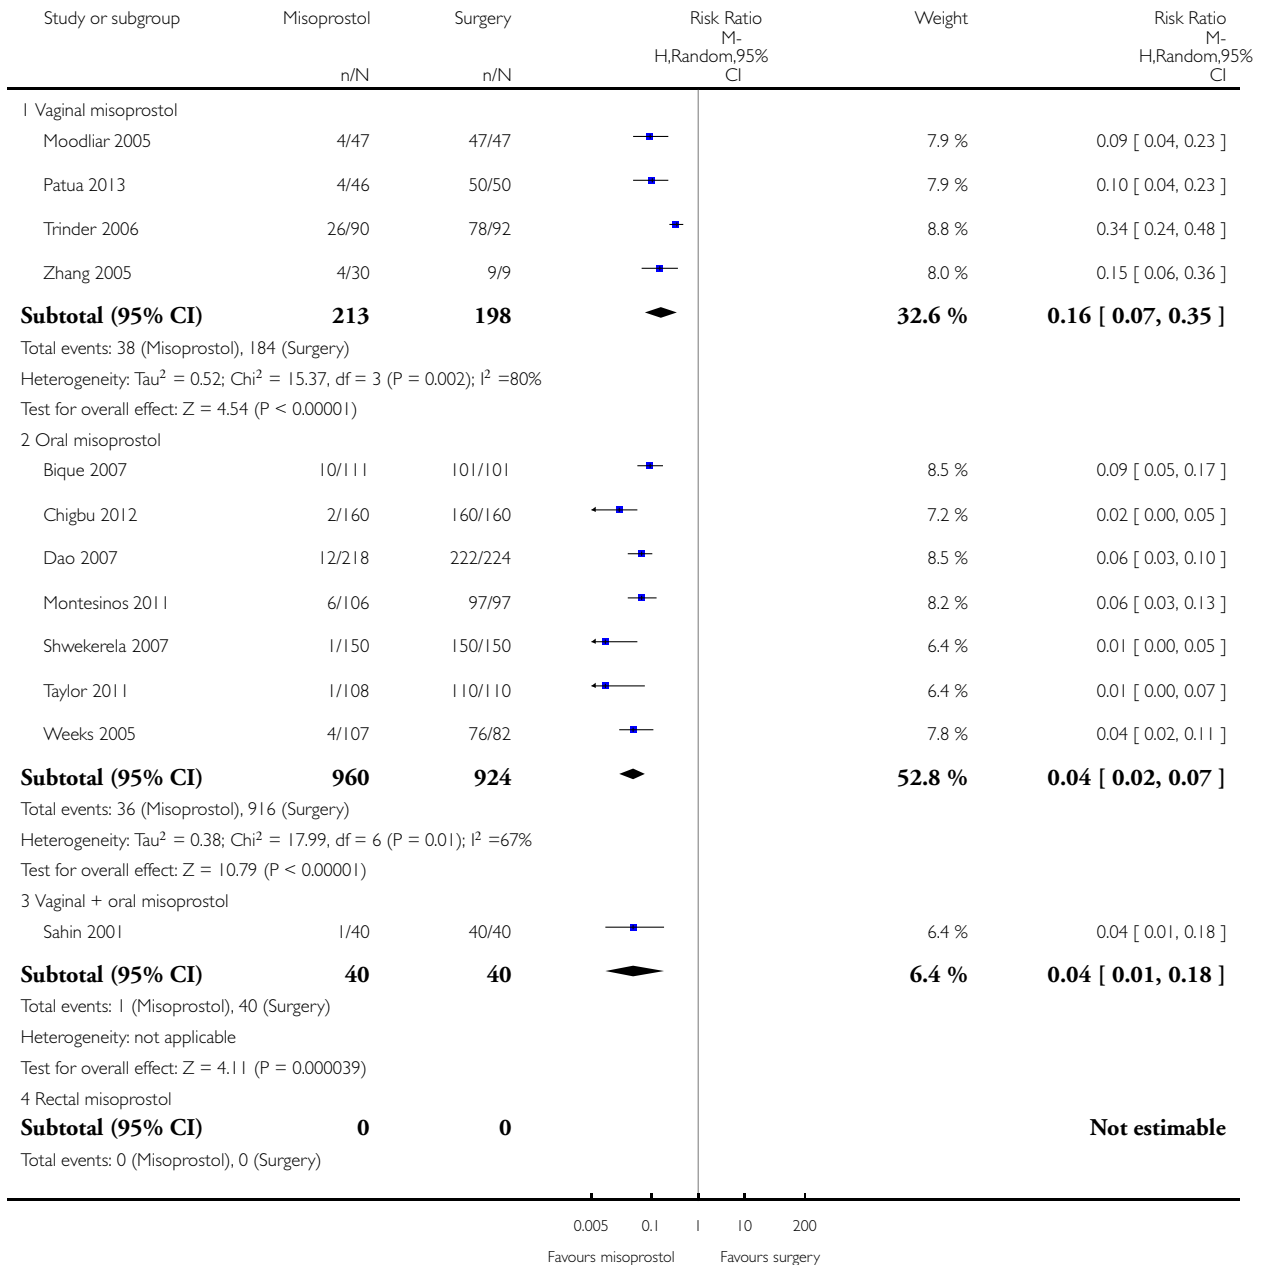 Study or subgroup Misoprostol Surgery Risk Ratio Weight Risk Ratio
M- M-
H,Random,95% H,Random,95%
n/N n/N CI CI
1 Vaginal misoprostol
Moodliar 2005 4/47 47/47 7.9 % 0.09 [ 0.04, 0.23 ]
Patua 2013 4/46 50/50 7.9 % 0.10 [ 0.04, 0.23 ]
Trinder 2006 26/90 78/92 8.8 % 0.34 [ 0.24, 0.48 ]
Zhang 2005 4/30 9/9 8.0 % 0.15 [ 0.06, 0.36 ]
Subtotal (95% CI) 213 198 32.6 % 0.16 [ 0.07, 0.35 ]
Total events: 38 (Misoprostol), 184 (Surgery)
Heterogeneity: Tau² = 0.52; Chi² = 15.37, df = 3 (P = 0.002); I² =80%
Test for overall effect: Z = 4.54 (P < 0.00001)
2 Oral misoprostol
Bique 2007 10/111 101/101 8.5 % 0.09 [ 0.05, 0.17 ]
Chigbu 2012 2/160 160/160 7.2 % 0.02 [ 0.00, 0.05 ]
Dao 2007 12/218 222/224 8.5 % 0.06 [ 0.03, 0.10 ]
Montesinos 2011 6/106 97/97 8.2 % 0.06 [ 0.03, 0.13 ]
Shwekerela 2007 1/150 150/150 6.4 % 0.01 [ 0.00, 0.05 ]
Taylor 2011 1/108 110/110 6.4 % 0.01 [ 0.00, 0.07 ]
Weeks 2005 4/107 76/82 7.8 % 0.04 [ 0.02, 0.11 ]
Subtotal (95% CI) 960 924 52.8 % 0.04 [ 0.02, 0.07 ]
Total events: 36 (Misoprostol), 916 (Surgery)
Heterogeneity: Tau² = 0.38; Chi² = 17.99, df = 6 (P = 0.01); I² =67%
Test for overall effect: Z = 10.79 (P < 0.00001)
3 Vaginal + oral misoprostol
Sahin 2001 1/40 40/40 6.4 % 0.04 [ 0.01, 0.18 ]
Subtotal (95% CI) 40 40 6.4 % 0.04 [ 0.01, 0.18 ]
Total events: 1 (Misoprostol), 40 (Surgery)
Heterogeneity: not applicable
Test for overall effect: Z = 4.11 (P = 0.000039)
4 Rectal misoprostol
Subtotal (95% CI) 0 0 Not estimable
Total events: 0 (Misoprostol), 0 (Surgery)
0.005 0.1 1 10 200
Favours misoprostol Favours surgery